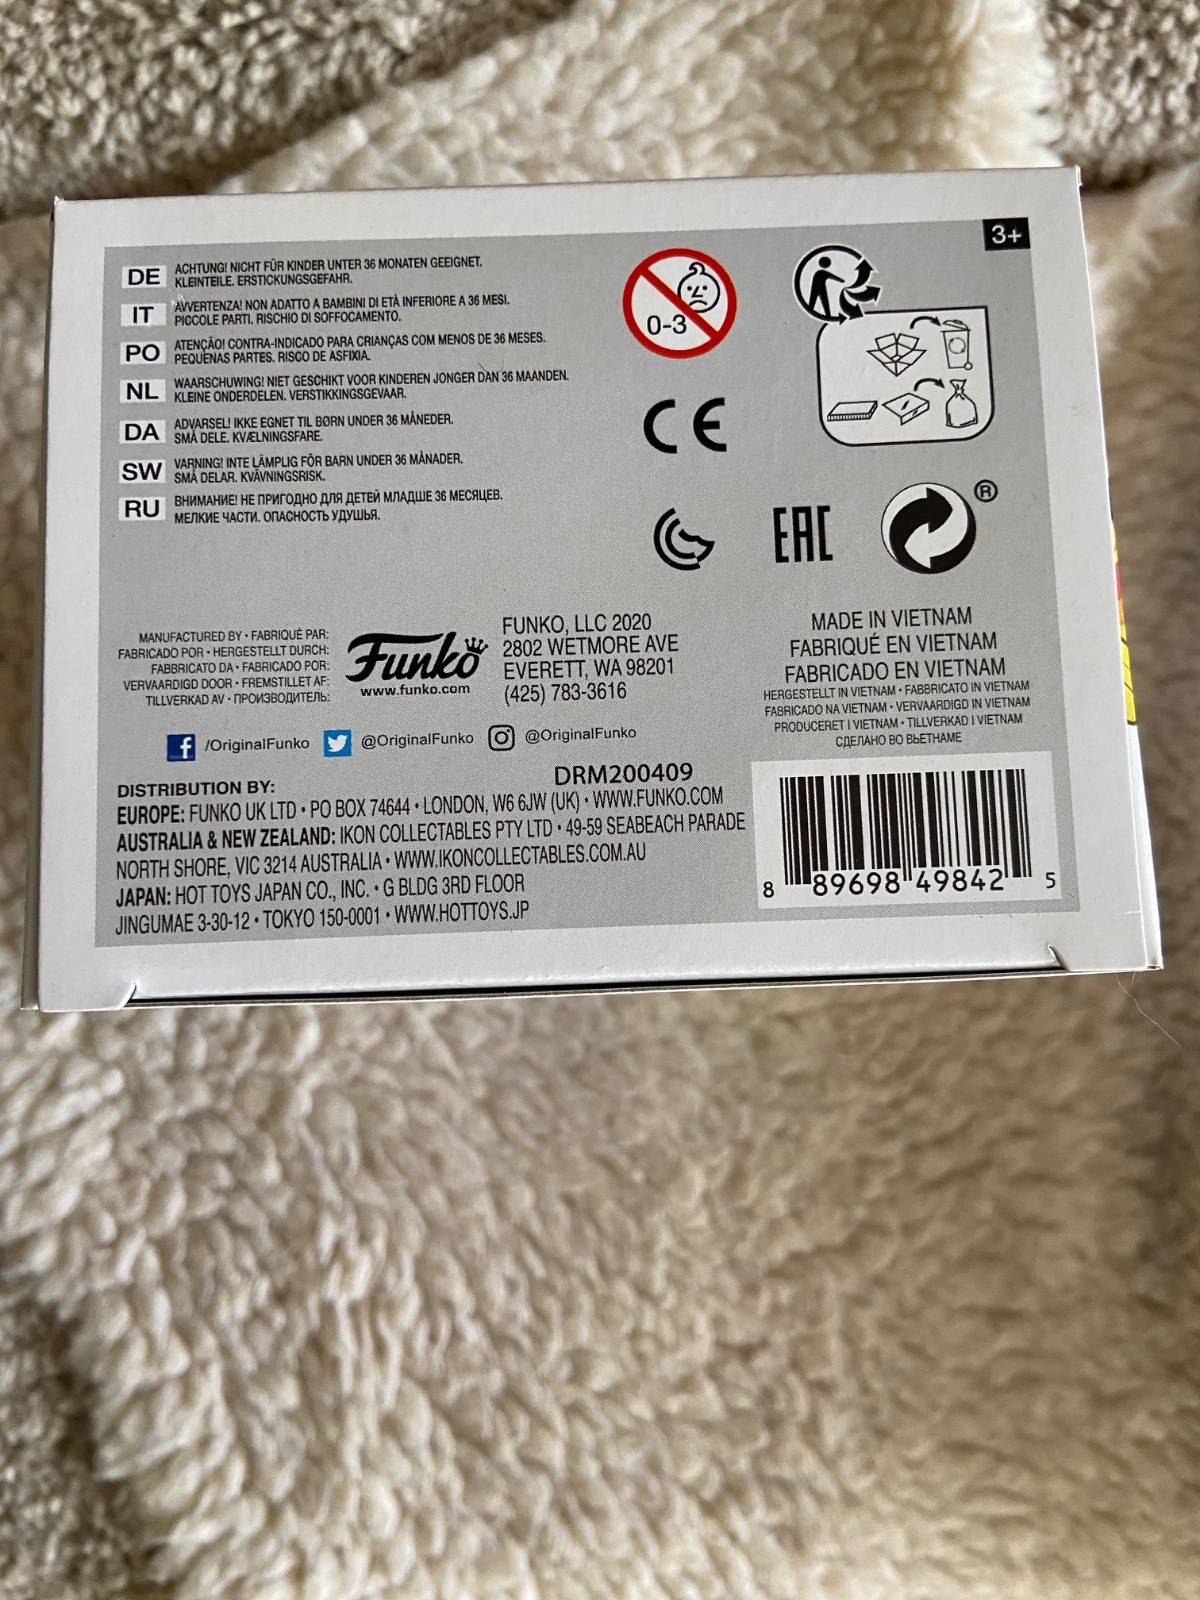 3+
DE ACHTUNG! NICHT FÜR KINDER UNTER 36 MONATEN GEEIGNET.
KLEINTEILE. ERSTICKUNGSGEFAHR.
IT AVVERTENZA! NON ADATTO A BAMBINI DI ETÀ INFERIORE A 36 MESI.
PICCOLE PARTI. RISCHIO DI SOFFOCAMENTO.
PO ATENÇÃO! CONTRA-INDICADO PARA CRIANÇAS COM MENOS DE 36 MESES.
PEQUENAS PARTES. RISCO DE ASFIXIA.
NL WAARSCHUWING! NIET GESCHIKT VOOR KINDEREN JONGER DAN 36 MAANDEN.
KLEINE ONDERDELEN. VERSTIKKINGSGEVAAR.
DA ADVARSEL! IKKE EGNET TIL BØRN UNDER 36 MÅNEDER.
SMÅ DELE. KVÆLNINGSFARE.
SW VARNING! INTE LÄMPLIG FÖR BARN UNDER 36 MÅNADER.
SMÅ DELAR. KVÄVNINGSRISK.
RU ВНИМАНИЕ! НЕ ПРИГОДНО ДЛЯ ДЕТЕЙ МЛАДШЕ 36 МЕСЯЦЕВ.
МЕЛКИЕ ЧАСТИ. ОПАСНОСТЬ УДУШЬЯ.
0-3
CE
EAC
®
MANUFACTURED BY • FABRIQUÉ PAR:
FABRICADO POR • HERGESTELLT DURCH:
FABBRICATO DA • FABRICADO POR:
VERVAARDIGD DOOR • FREMSTILLET AF:
TILLVERKAD AV • ПРОИЗВОДИТЕЛЬ:
Funko
www.funko.com
FUNKO, LLC 2020
2802 WETMORE AVE
EVERETT, WA 98201
(425) 783-3616
MADE IN VIETNAM
FABRIQUÉ EN VIETNAM
FABRICADO EN VIETNAM
HERGESTELLT IN VIETNAM • FABBRICATO IN VIETNAM
FABRICADO NA VIETNAM • VERVAARDIGD IN VIETNAM
PRODUCERET I VIETNAM • TILLVERKAD I VIETNAM
СДЕЛАНО ВО ВЬЕТНАМЕ
f /OriginalFunko @OriginalFunko @OriginalFunko
DRM200409
DISTRIBUTION BY:
EUROPE: FUNKO UK LTD • PO BOX 74644 • LONDON, W6 6JW (UK) • WWW.FUNKO.COM
AUSTRALIA & NEW ZEALAND: IKON COLLECTABLES PTY LTD • 49-59 SEABEACH PARADE
NORTH SHORE, VIC 3214 AUSTRALIA • WWW.IKONCOLLECTABLES.COM.AU
JAPAN: HOT TOYS JAPAN CO., INC. • G BLDG 3RD FLOOR
JINGUMAE 3-30-12 • TOKYO 150-0001 • WWW.HOTTOYS.JP
8 89698 49842 5